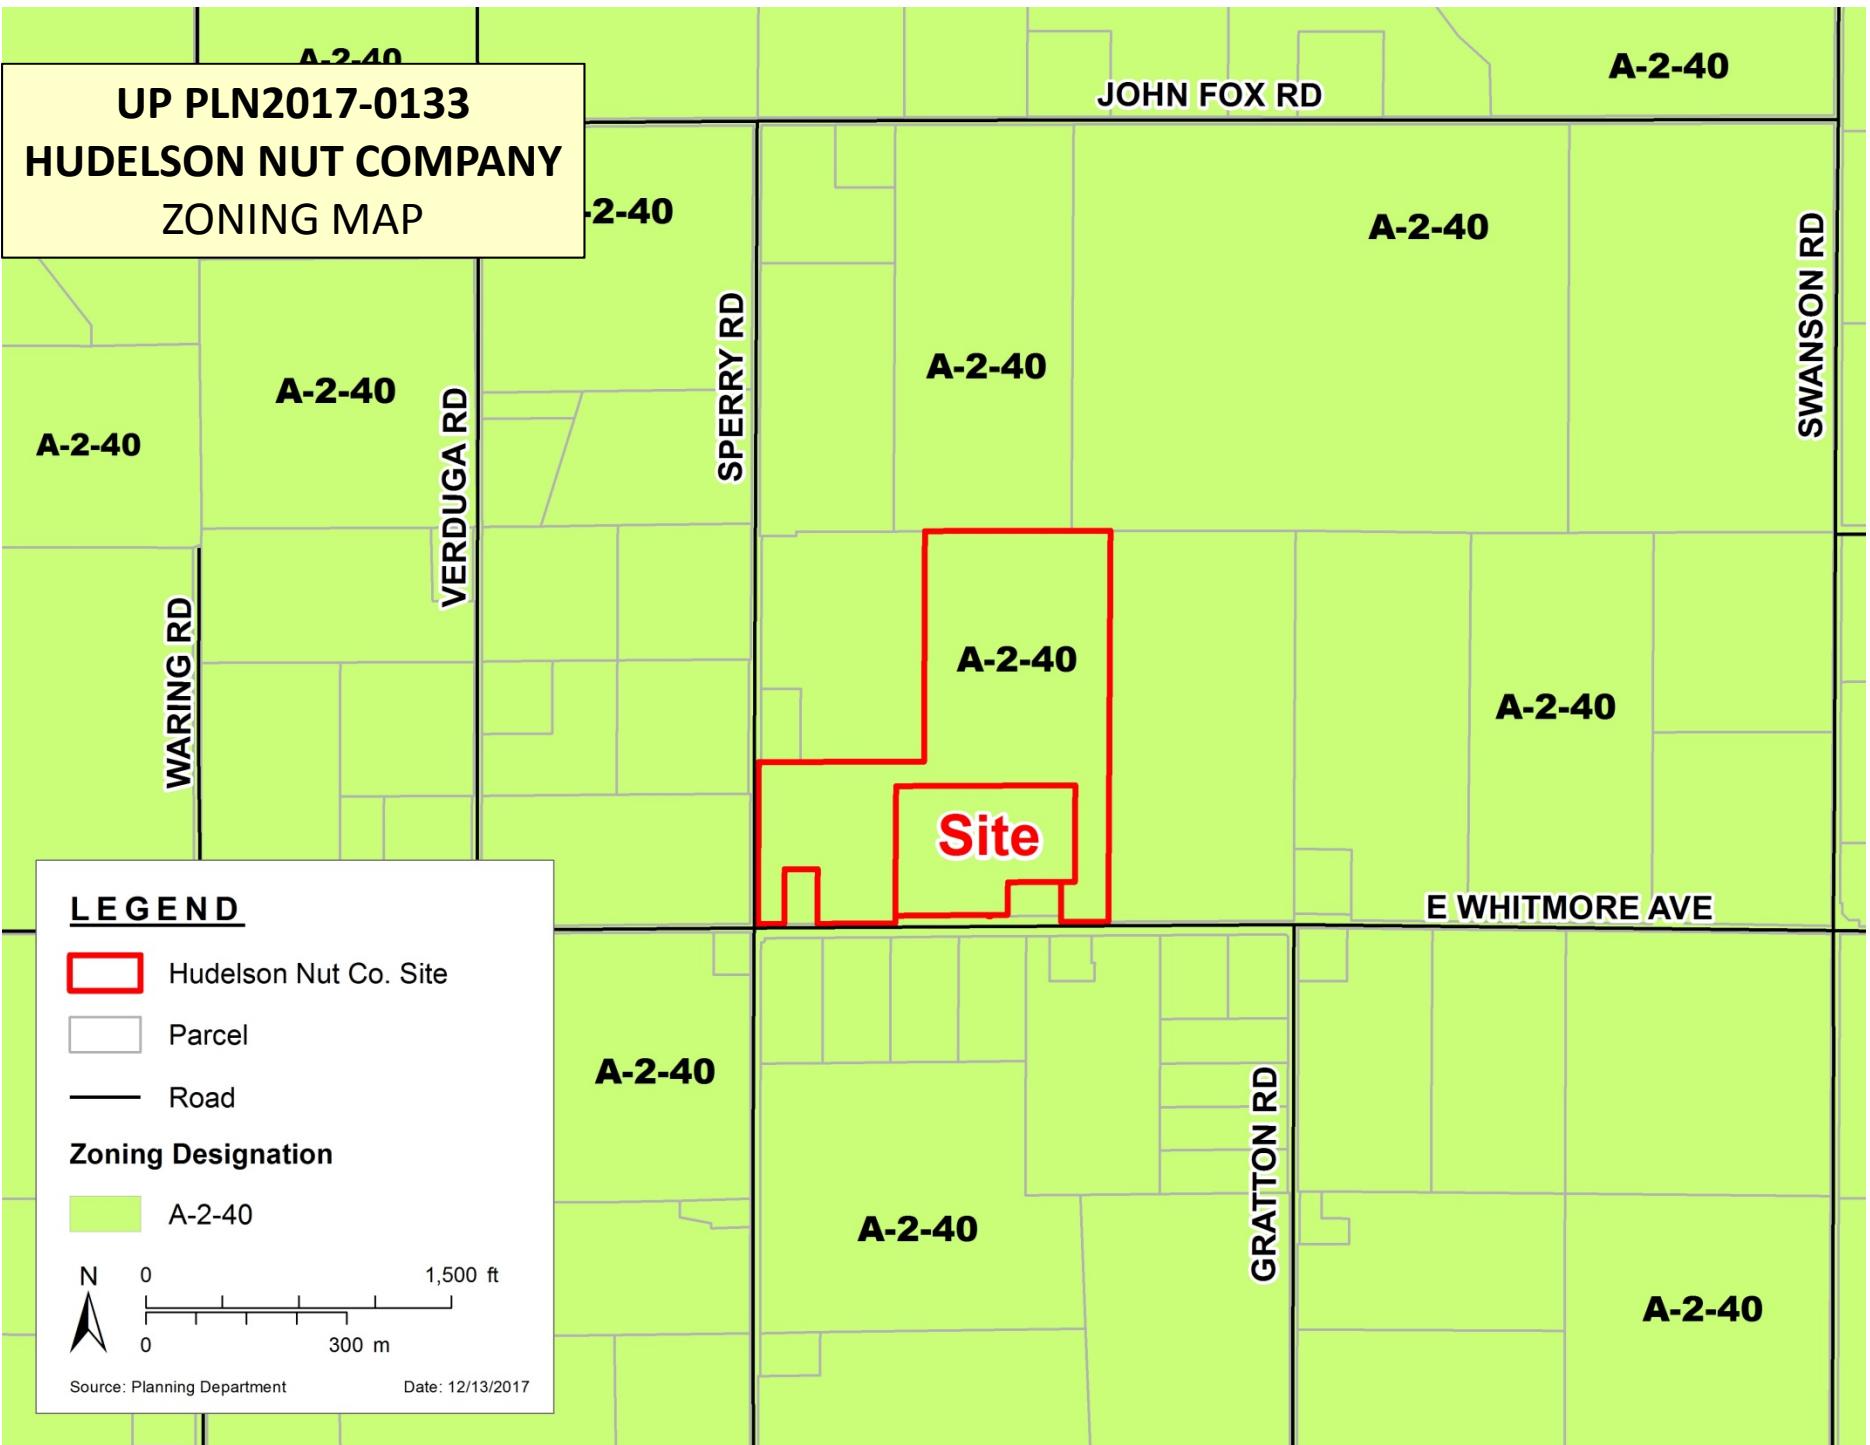 A-2-40
UP PLN2017-0133
HUDELSON NUT COMPANY
ZONING MAP
JOHN FOX RD
A-2-40
-2-40
A-2-40
SWANSON RD
SPERRY RD
A-2-40
A-2-40
VERDUGA RD
A-2-40
WARING RD
A-2-40
A-2-40
Site
E WHITMORE AVE
LEGEND
Hudelson Nut Co. Site
Parcel
Road
Zoning Designation
A-2-40
N
0
1,500 ft
0
300 m
Source: Planning Department
Date: 12/13/2017
A-2-40
GRATTON RD
A-2-40
A-2-40